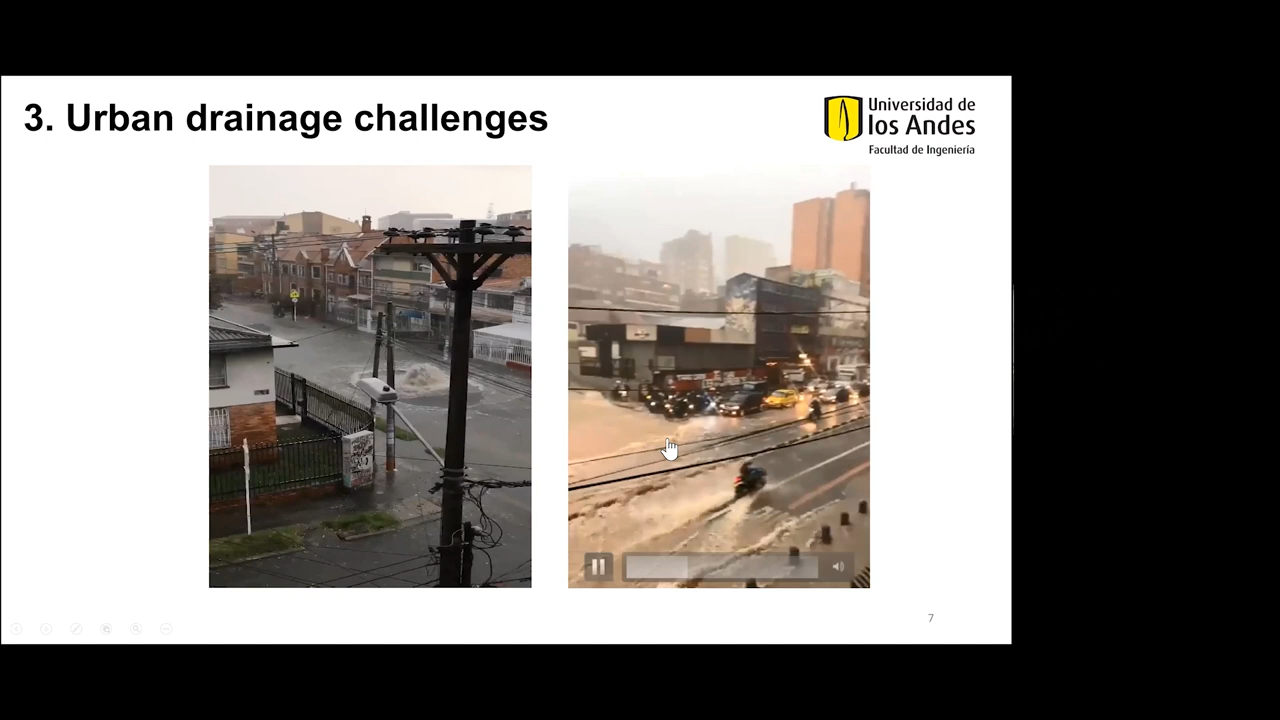 3. Urban drainage challenges
Universidad de
los Andes
Facultad de Ingeniería
7